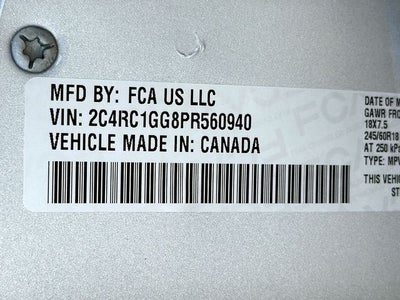 MFD BY: FCA US LLC
VIN: 2C4RC1GG8PR560940
VEHICLE MADE IN: CANADA
DATE OF M
GAWR FRO
18X7.5
245/60R18
AT 250 kPa
TYPE: MPV
THIS VEHIC
ST